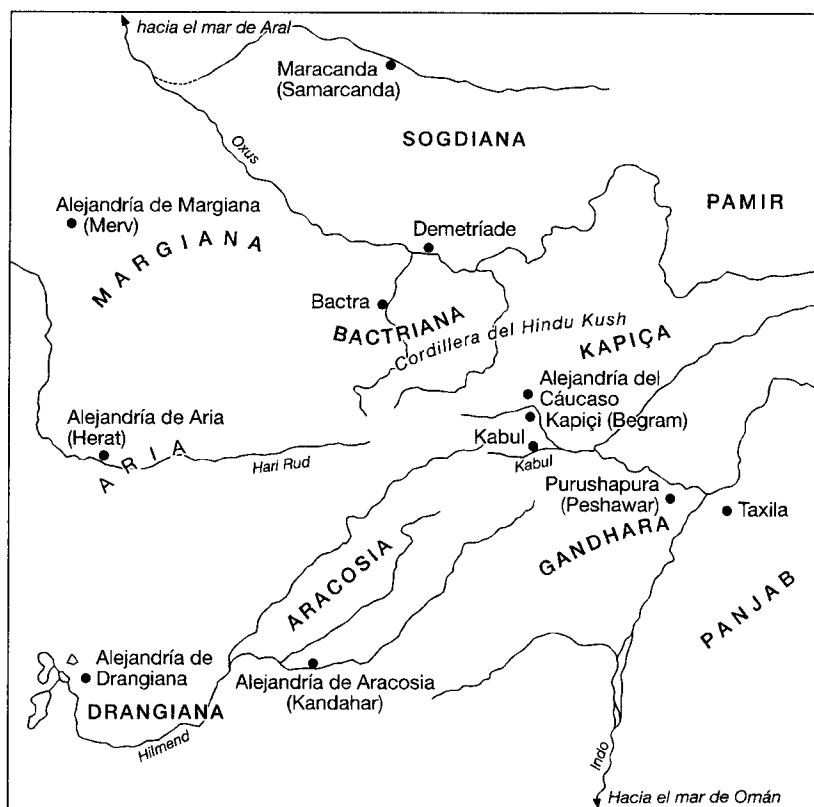 hacia el mar de Aral
Maracanda
(Samarcanda)
SOGDIANA
Oxus
PAMIR
Alejandría de Margiana
(Merv)
MARGIANA
Demetríade
Bactra
BACTRIANA
Cordillera del Hindu Kush
KAPIÇA
Alejandría del
Cáucaso
Kapiçi (Begram)
Alejandría de Aria
(Herat)
ARIA
Hari Rud
Kabul
Kabul
Purushapura
(Peshawar)
Taxila
GANDHARA
ARACOSIA
PANJAB
Alejandría de
Drangiana
DRANGIANA
Alejandría de Aracosia
(Kandahar)
Hilmend
Indo
Hacia el mar de Omán